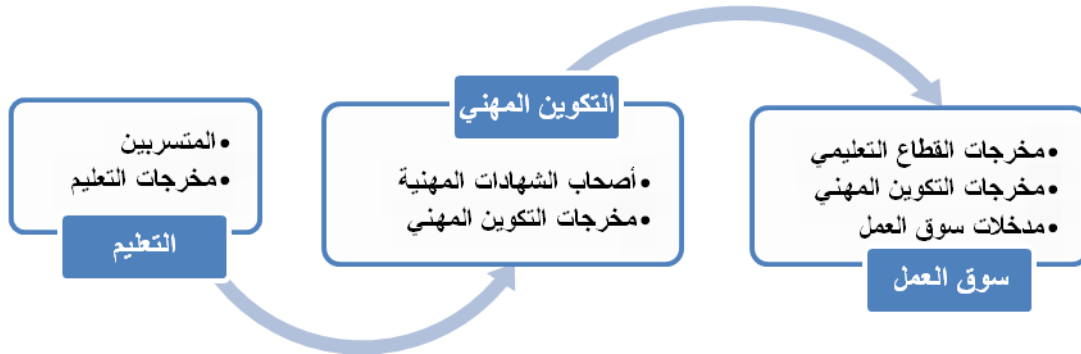 المتسربين
مخرجات التعليم
التعليم
التكوين المهني
أصحاب الشهادات المهنية
مخرجات التكوين المهني
مخرجات القطاع التعليمي
مخرجات التكوين المهني
مدخلات سوق العمل
سوق العمل